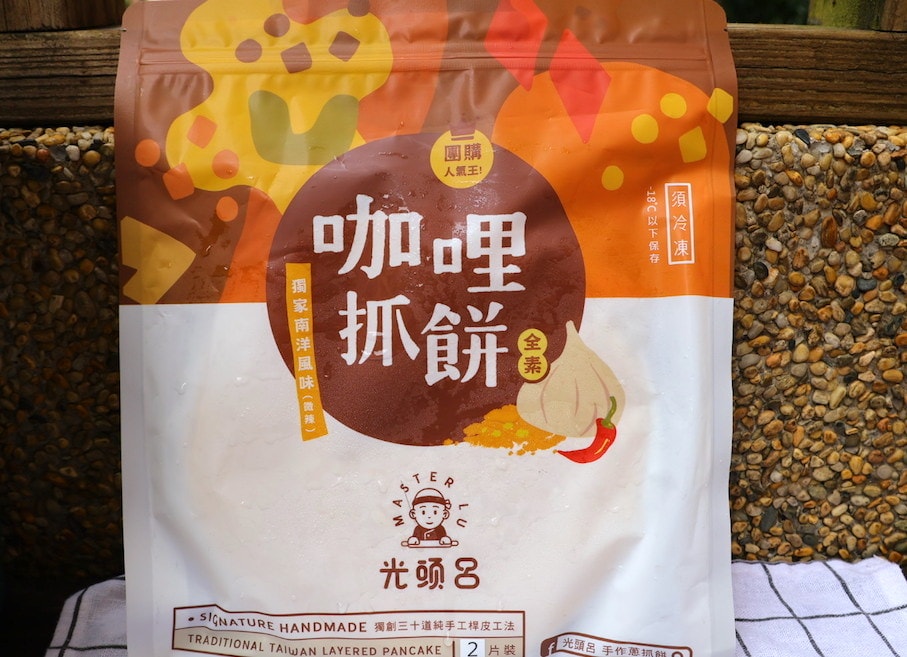 團購
人氣王!
須冷凍
-18℃以下保存
咖哩
抓餅
獨家南洋風味(微辣)
全素
MASTER LU
光頭呂
• SIGNATURE HANDMADE 獨創三十道純手工桿皮工法
TRADITIONAL TAIWAN LAYERED PANCAKE 2 片裝
光頭呂 手作蔥抓餅